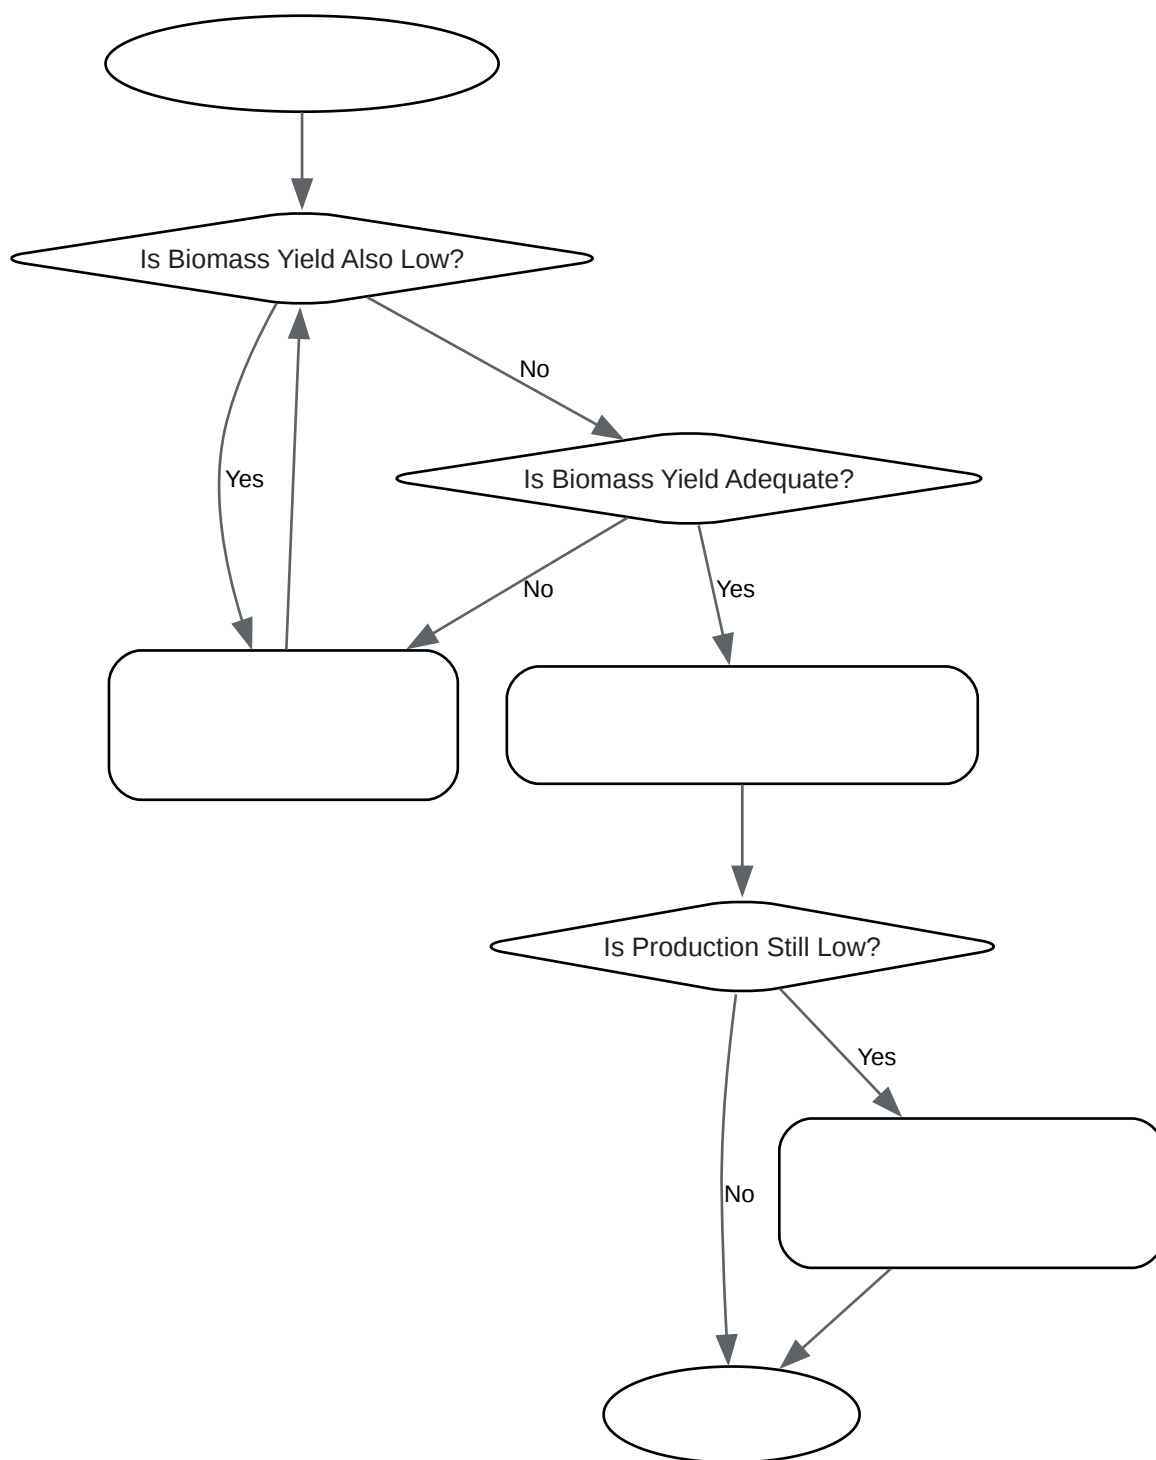 Is Biomass Yield Also Low?
No
Is Biomass Yield Adequate?
Yes
No
Yes
Is Production Still Low?
Yes
No